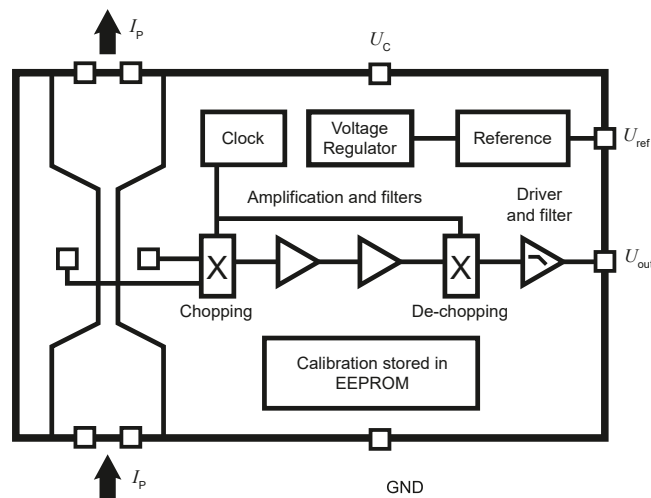 I_P
U_C
Clock
Voltage
Regulator
Reference
U_ref
Amplification and filters
Driver
and filter
X
X
U_out
Chopping
De-chopping
Calibration stored in
EEPROM
I_P
GND